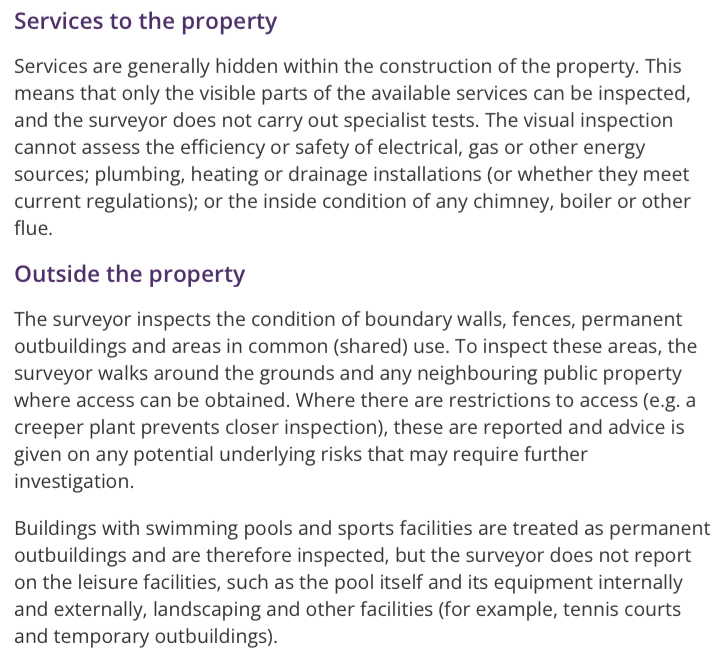 Services to the property
Services are generally hidden within the construction of the property. This
means that only the visible parts of the available services can be inspected,
and the surveyor does not carry out specialist tests. The visual inspection
cannot assess the efficiency or safety of electrical, gas or other energy
sources; plumbing, heating or drainage installations (or whether they meet
current regulations); or the inside condition of any chimney, boiler or other
flue.
Outside the property
The surveyor inspects the condition of boundary walls, fences, permanent
outbuildings and areas in common (shared) use. To inspect these areas, the
surveyor walks around the grounds and any neighbouring public property
where access can be obtained. Where there are restrictions to access (e.g. a
creeper plant prevents closer inspection), these are reported and advice is
given on any potential underlying risks that may require further
investigation.
Buildings with swimming pools and sports facilities are treated as permanent
outbuildings and are therefore inspected, but the surveyor does not report
on the leisure facilities, such as the pool itself and its equipment internally
and externally, landscaping and other facilities (for example, tennis courts
and temporary outbuildings).